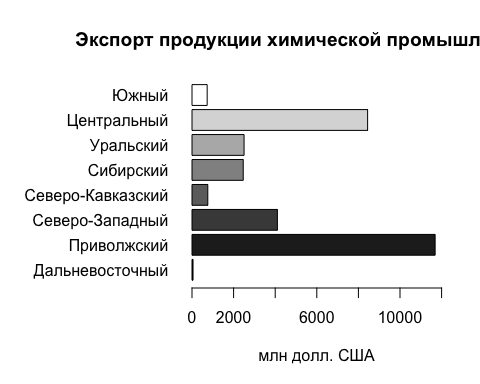 Экспорт продукции химической промышл
Южный
Центральный
Уральский
Сибирский
Северо-Кавказский
Северо-Западный
Приволжский
Дальневосточный
0 2000 6000 10000
млн долл. США